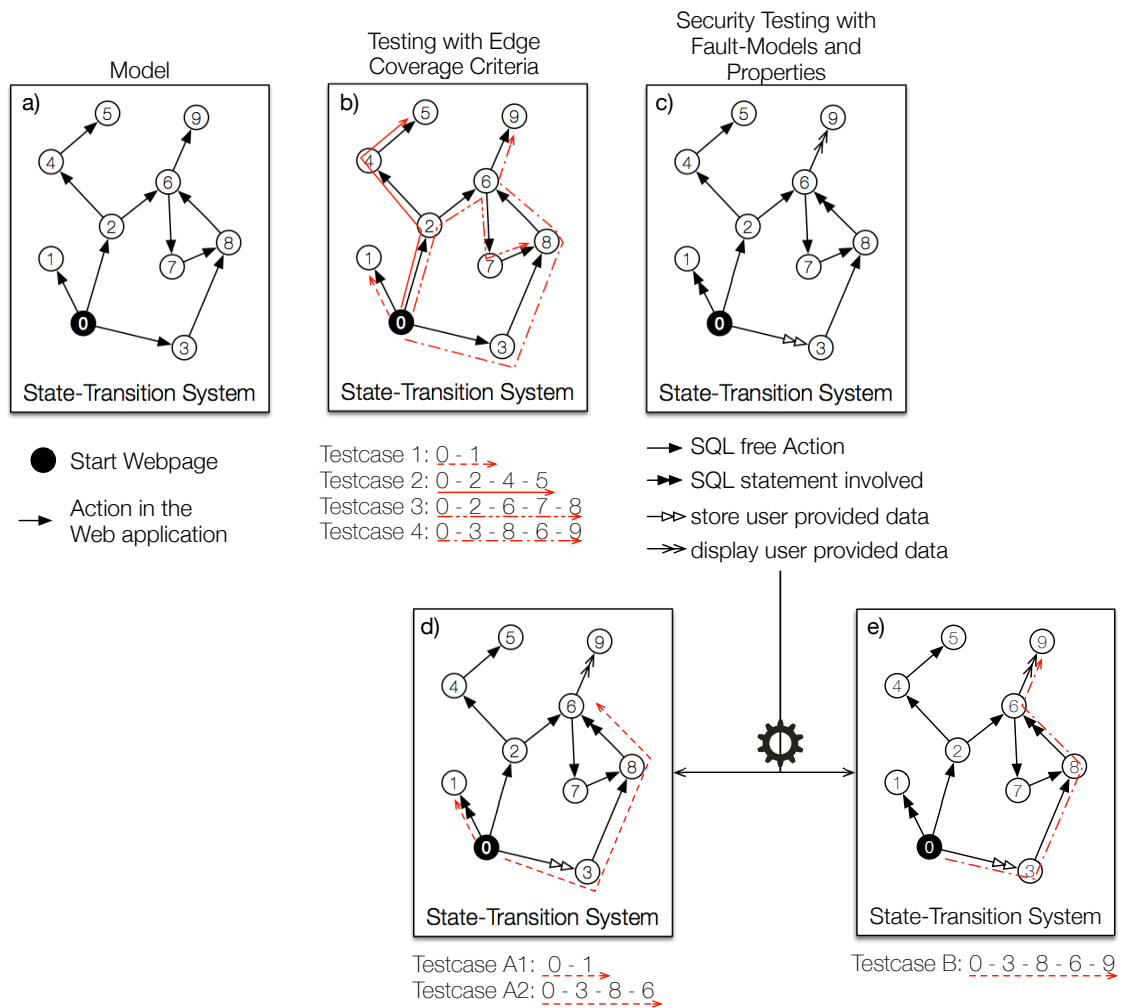 Model
Testing with Edge
Coverage Criteria
Security Testing with
Fault-Models and
Properties
a)
5
9
4
6
2
8
1
7
0
3
State-Transition System
b)
5
9
4
6
2
8
1
7
0
3
State-Transition System
c)
5
9
4
6
2
8
1
7
0
3
State-Transition System
Start Webpage
Action in the
Web application
Testcase 1: 0 - 1
Testcase 2: 0 - 2 - 4 - 5
Testcase 3: 0 - 2 - 6 - 7 - 8
Testcase 4: 0 - 3 - 8 - 6 - 9
SQL free Action
SQL statement involved
store user provided data
display user provided data
d)
5
9
4
6
2
8
1
7
0
3
State-Transition System
e)
5
9
4
6
2
8
1
7
0
3
State-Transition System
Testcase A1: 0 - 1
Testcase A2: 0 - 3 - 8 - 6
Testcase B: 0 - 3 - 8 - 6 - 9